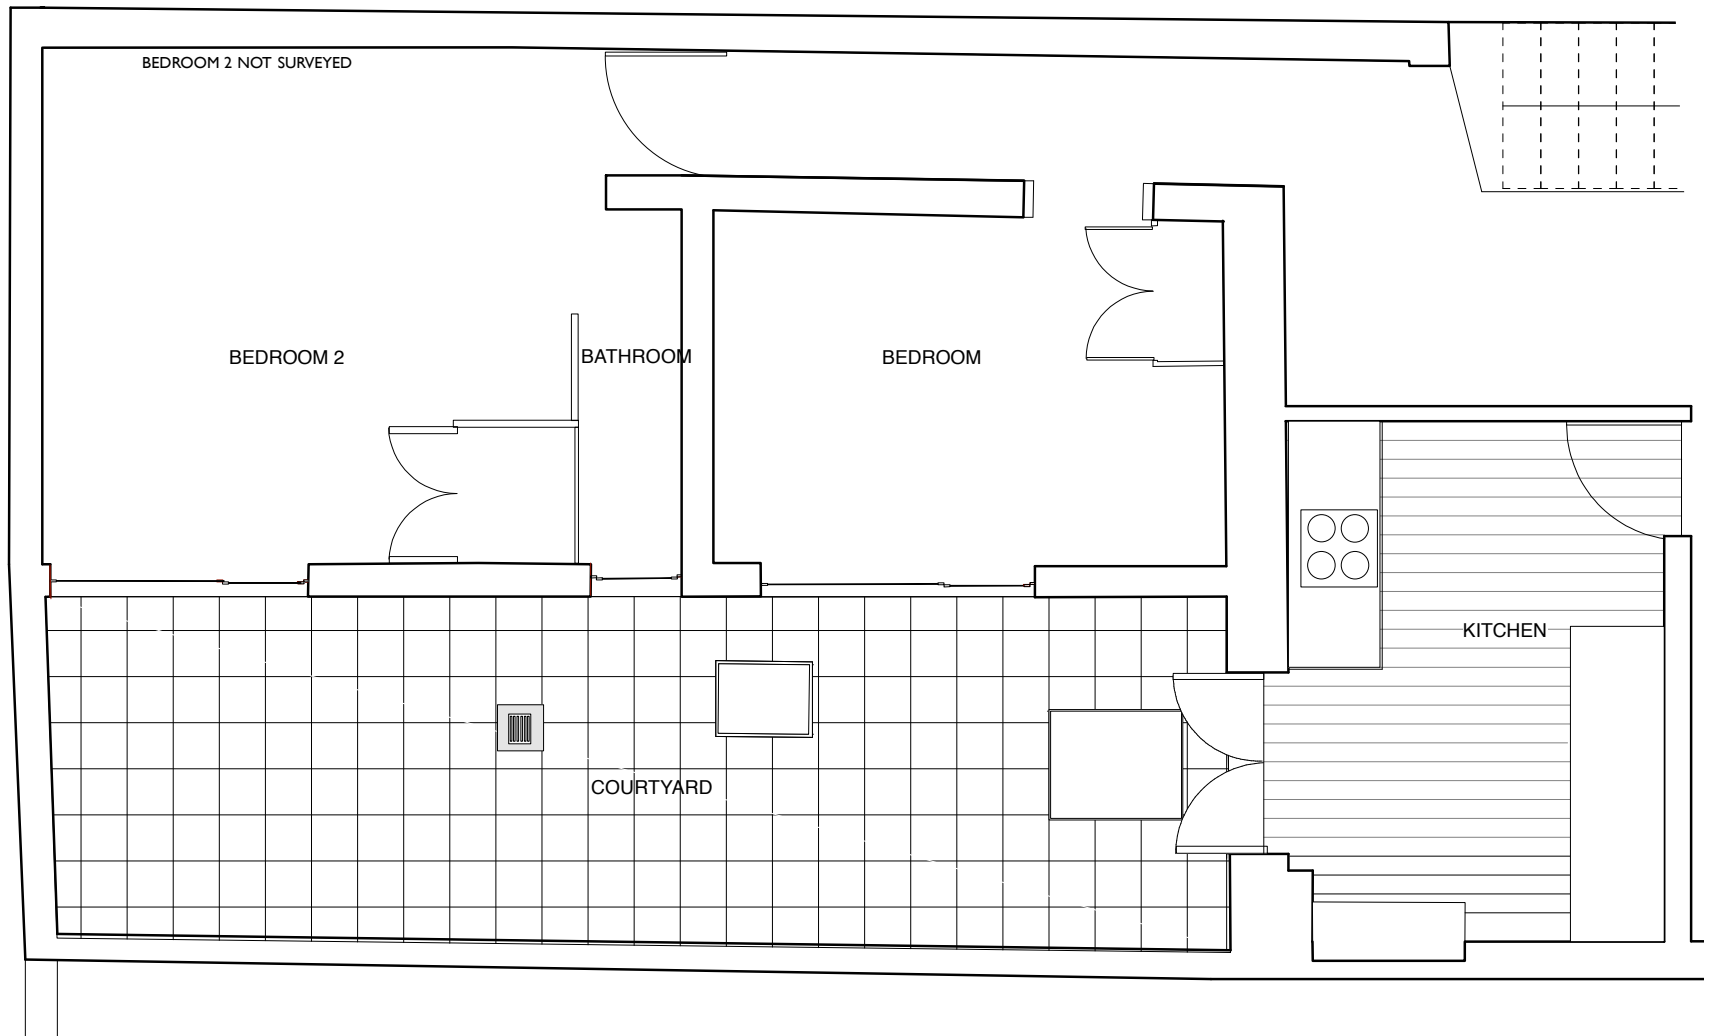 BEDROOM 2 NOT SURVEYED
BEDROOM 2
BATHROOM
BEDROOM
KITCHEN
COURTYARD